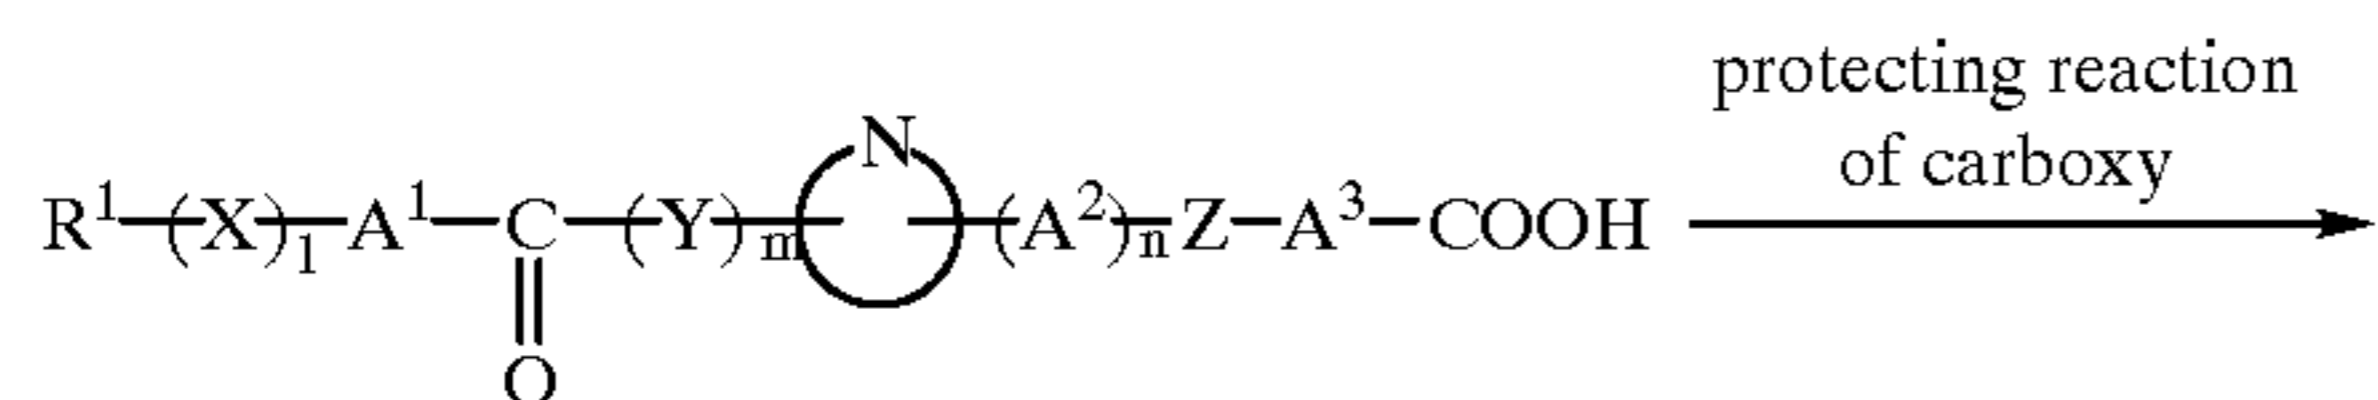 protecting reaction
of carboxy
N
R¹—(X)₁—A¹—C—(Y)ₘ—(A²)ₙ—Z—A³—COOH
O